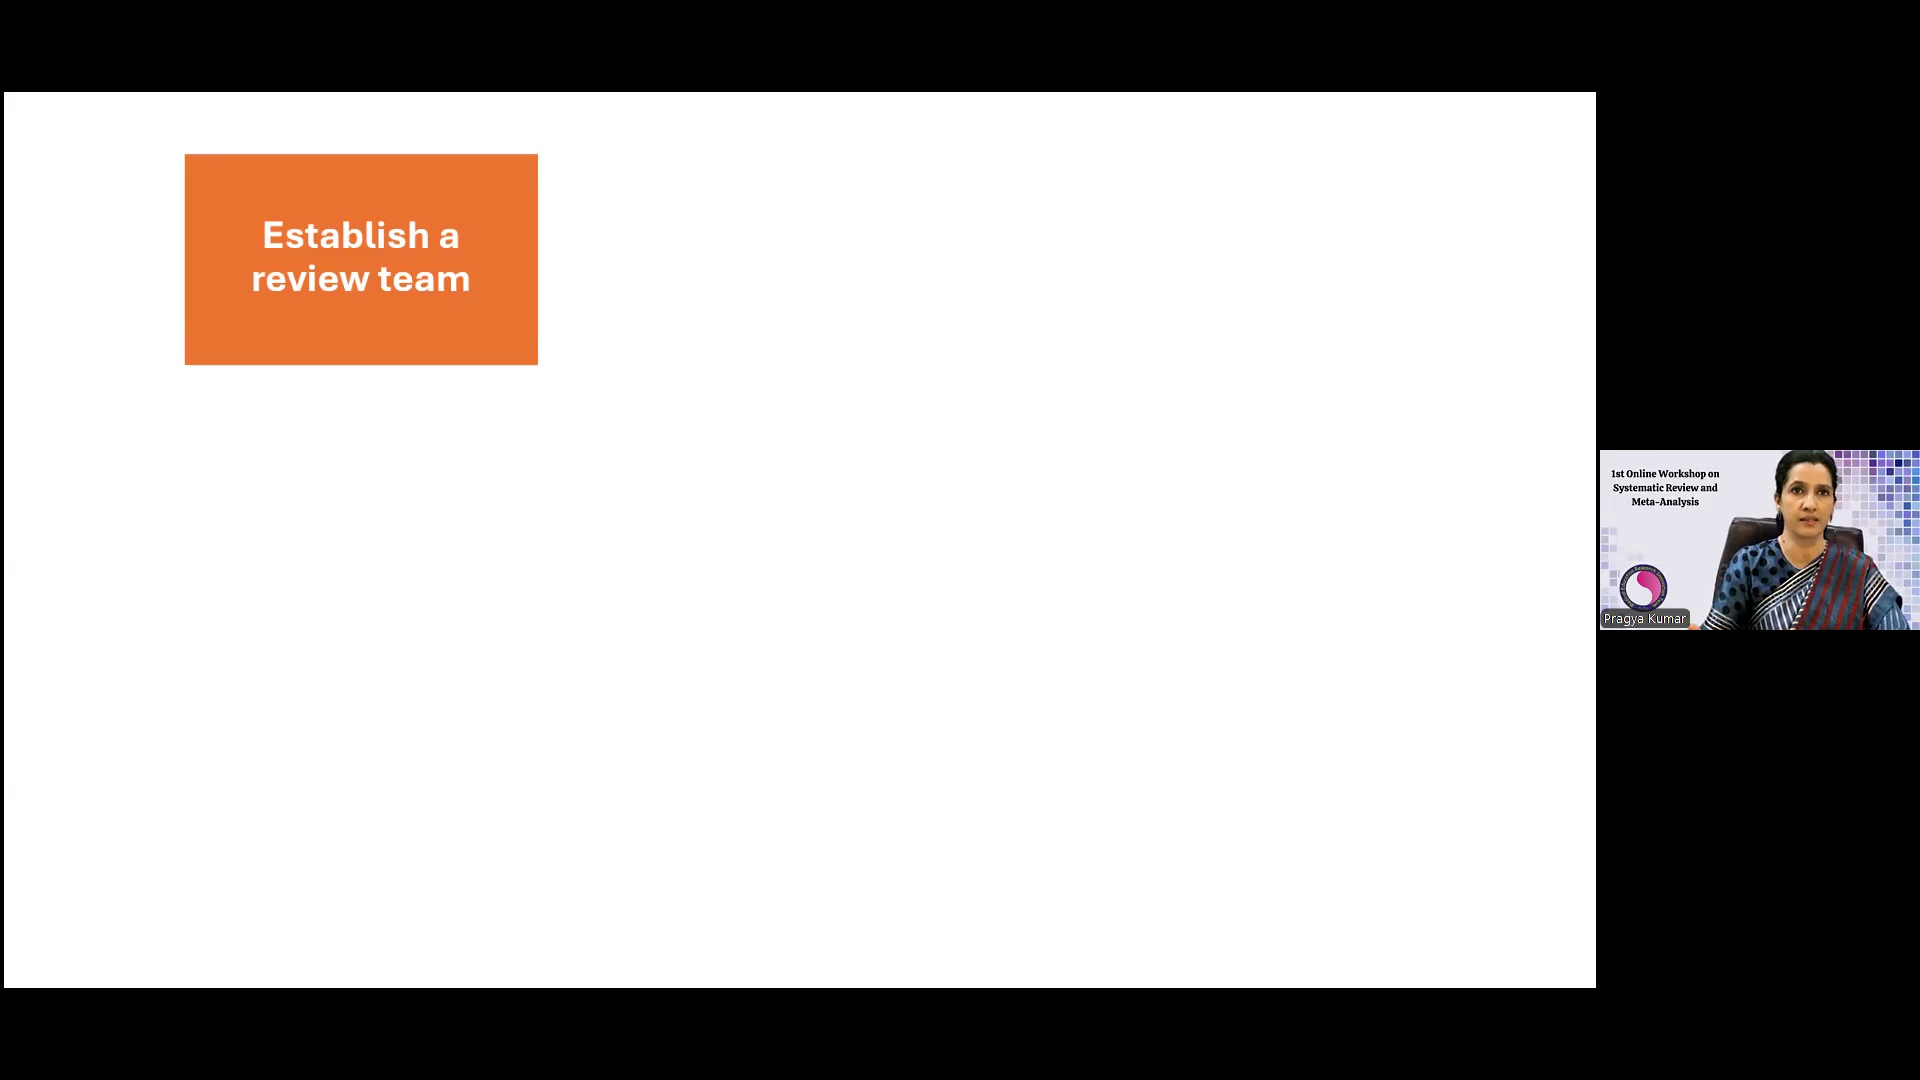 Establish a
review team
1st Online Workshop on
Systematic Review and
Meta-Analysis
Pragya Kumar